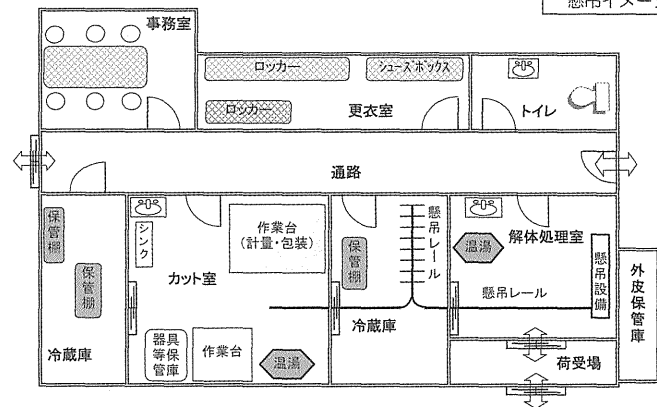 懸吊イメー
事務室
ロッカー
シューズボックス
ロッカー
更衣室
トイレ
通路
保管棚
保管棚
冷蔵庫
シンク
作業台
(計量・包装)
カット室
器具
等保
管庫
作業台
温湯
保管棚
懸吊レール
冷蔵庫
温湯
解体処理室
懸吊レール
懸吊設備
外皮保管庫
荷受場